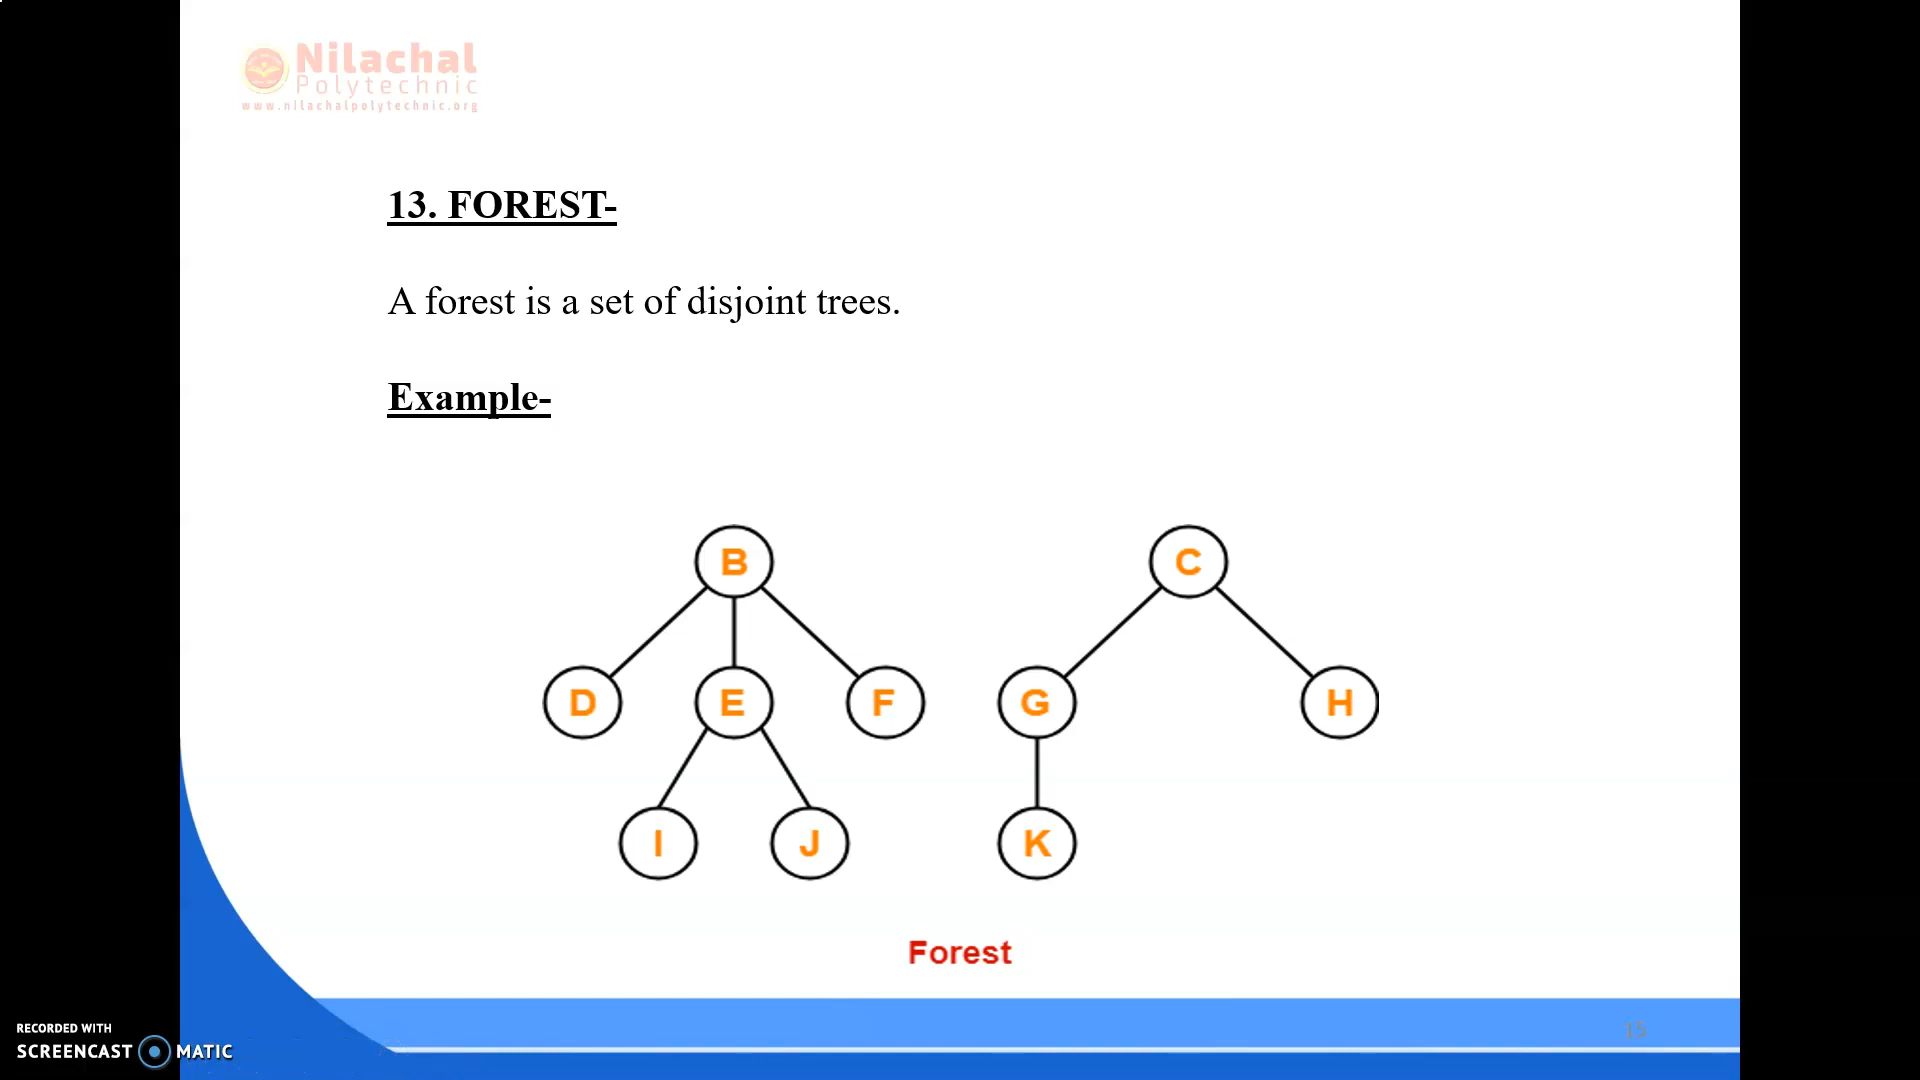 Nilachal
Polytechnic
www.nilachalpolytechnic.org
13. FOREST-
A forest is a set of disjoint trees.
Example-
B C
D E F G H
I J K
Forest
15
RECORDED WITH
SCREENCAST MATIC